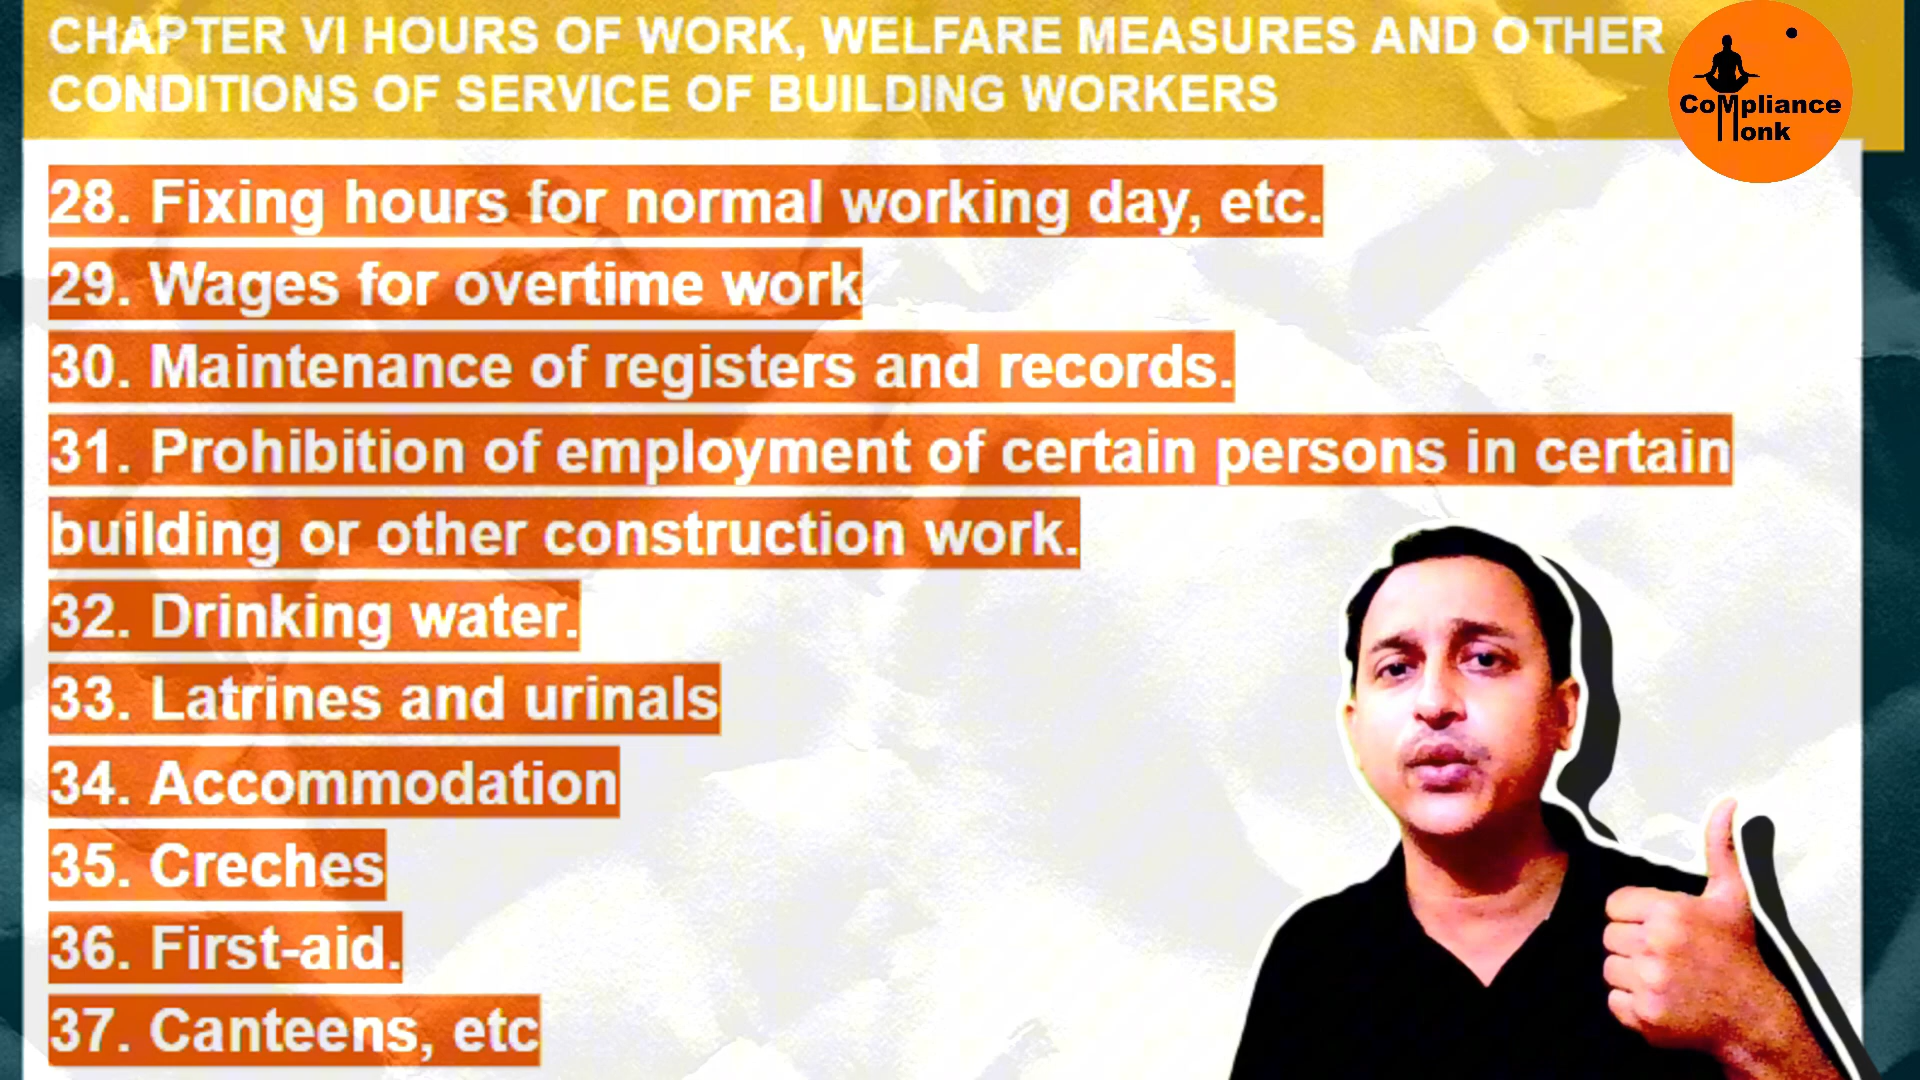 CHAPTER VI HOURS OF WORK, WELFARE MEASURES AND OTHER
CONDITIONS OF SERVICE OF BUILDING WORKERS
CoMpliance
Monk
28. Fixing hours for normal working day, etc.
29. Wages for overtime work
30. Maintenance of registers and records.
31. Prohibition of employment of certain persons in certain
building or other construction work.
32. Drinking water.
33. Latrines and urinals
34. Accommodation
35. Creches
36. First-aid.
37. Canteens, etc